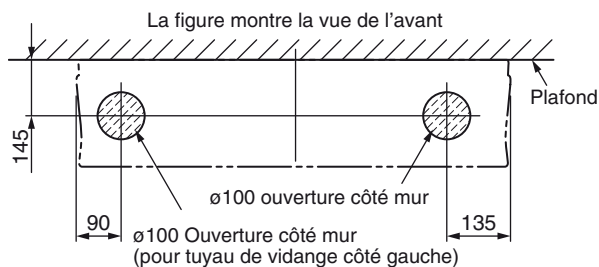 La figure montre la vue de l'avant
Plafond
145
ø100 ouverture côté mur
90
135
ø100 Ouverture côté mur
(pour tuyau de vidange côté gauche)